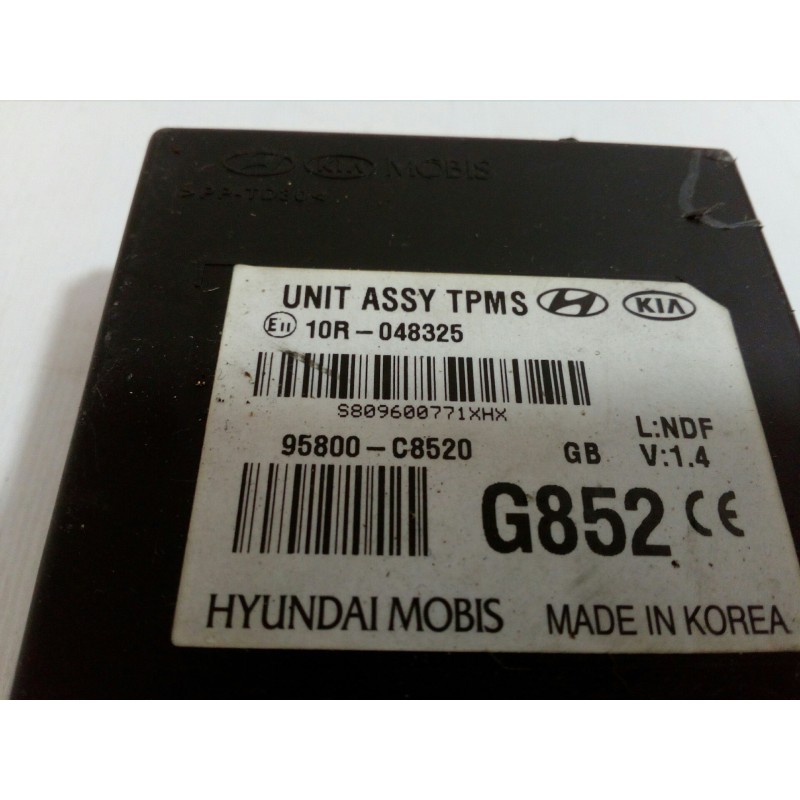 KIA MOBIS
UNIT ASSY TPMS KIA
E11 10R-048325
S809600771XHX
95800-C8520 GB L:NDF
V:1.4
G852 CE
HYUNDAI MOBIS MADE IN KOREA